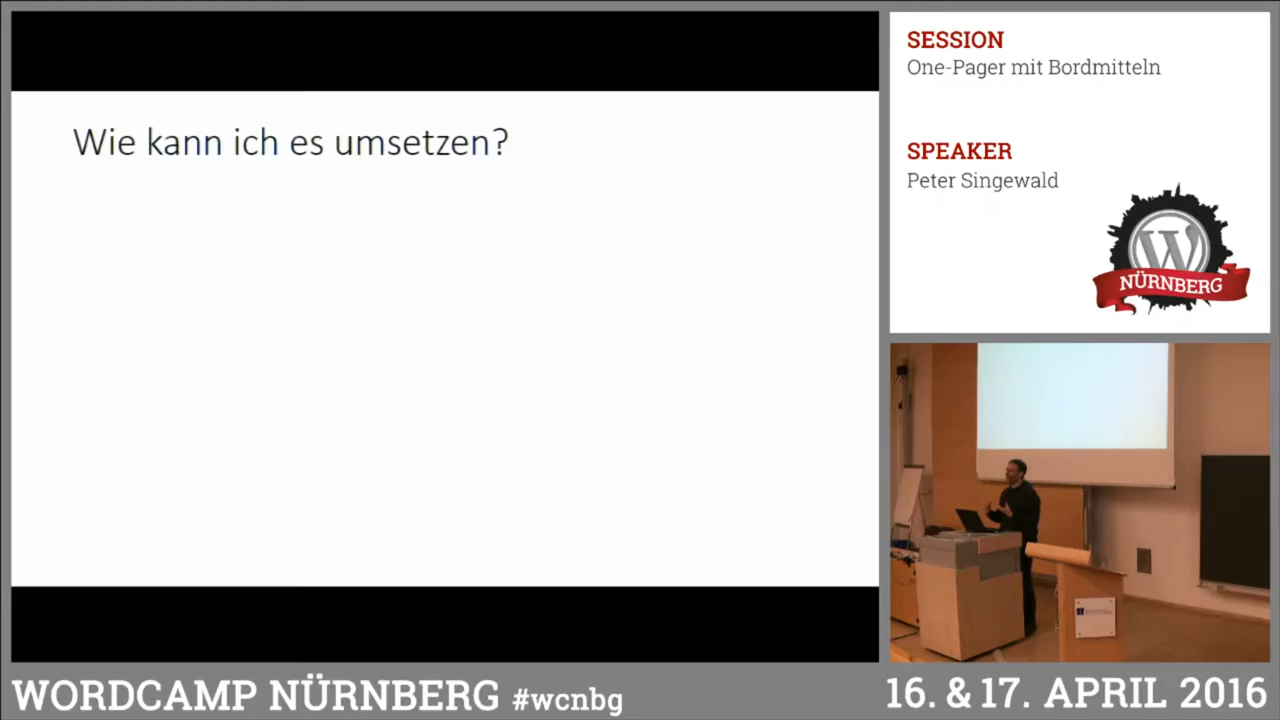 Wie kann ich es umsetzen?
SESSION
One-Pager mit Bordmitteln
SPEAKER
Peter Singewald
NÜRNBERG
WORDCAMP NÜRNBERG #wcnbg
16. & 17. APRIL 2016